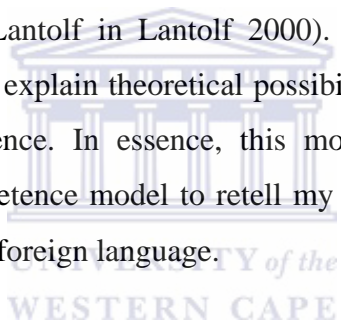 Lantolf in Lantolf 2000).
explain theoretical possibi
ence. In essence, this mo
etence model to retell my
foreign language.
UNIVERSITY of the
WESTERN CAPE